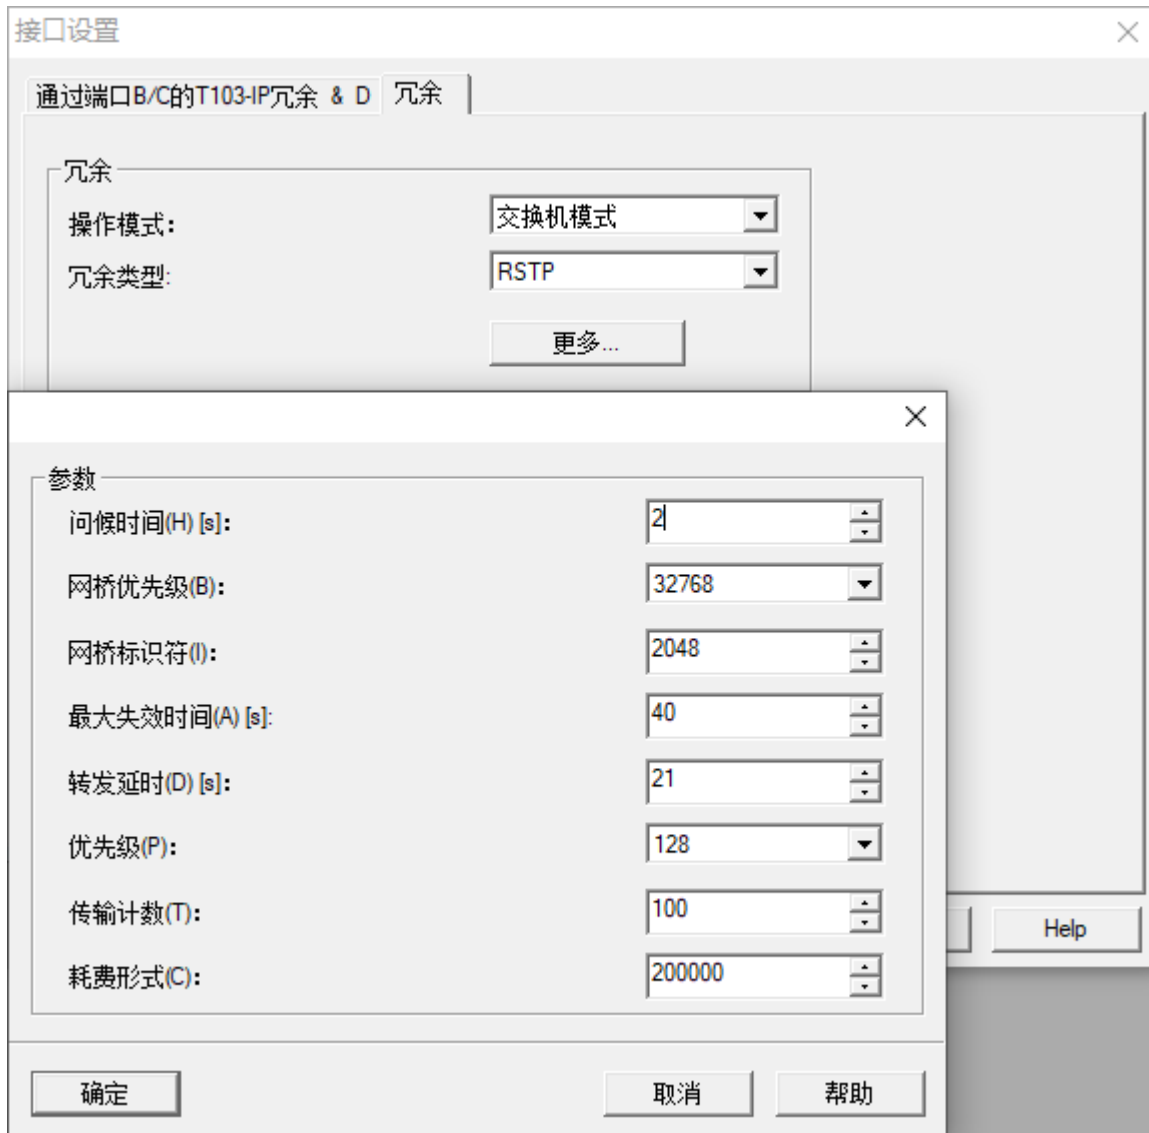 接口设置
通过端口B/C的T103-IP冗余 & D 冗余
冗余
操作模式: 交换机模式
冗余类型: RSTP
更多...
参数
问候时间(H) [s]: 2
网桥优先级(B): 32768
网桥标识符(I): 2048
最大失效时间(A) [s]: 40
转发延时(D) [s]: 21
优先级(P): 128
传输计数(T): 100
耗费形式(C): 200000
Help
确定 取消 帮助